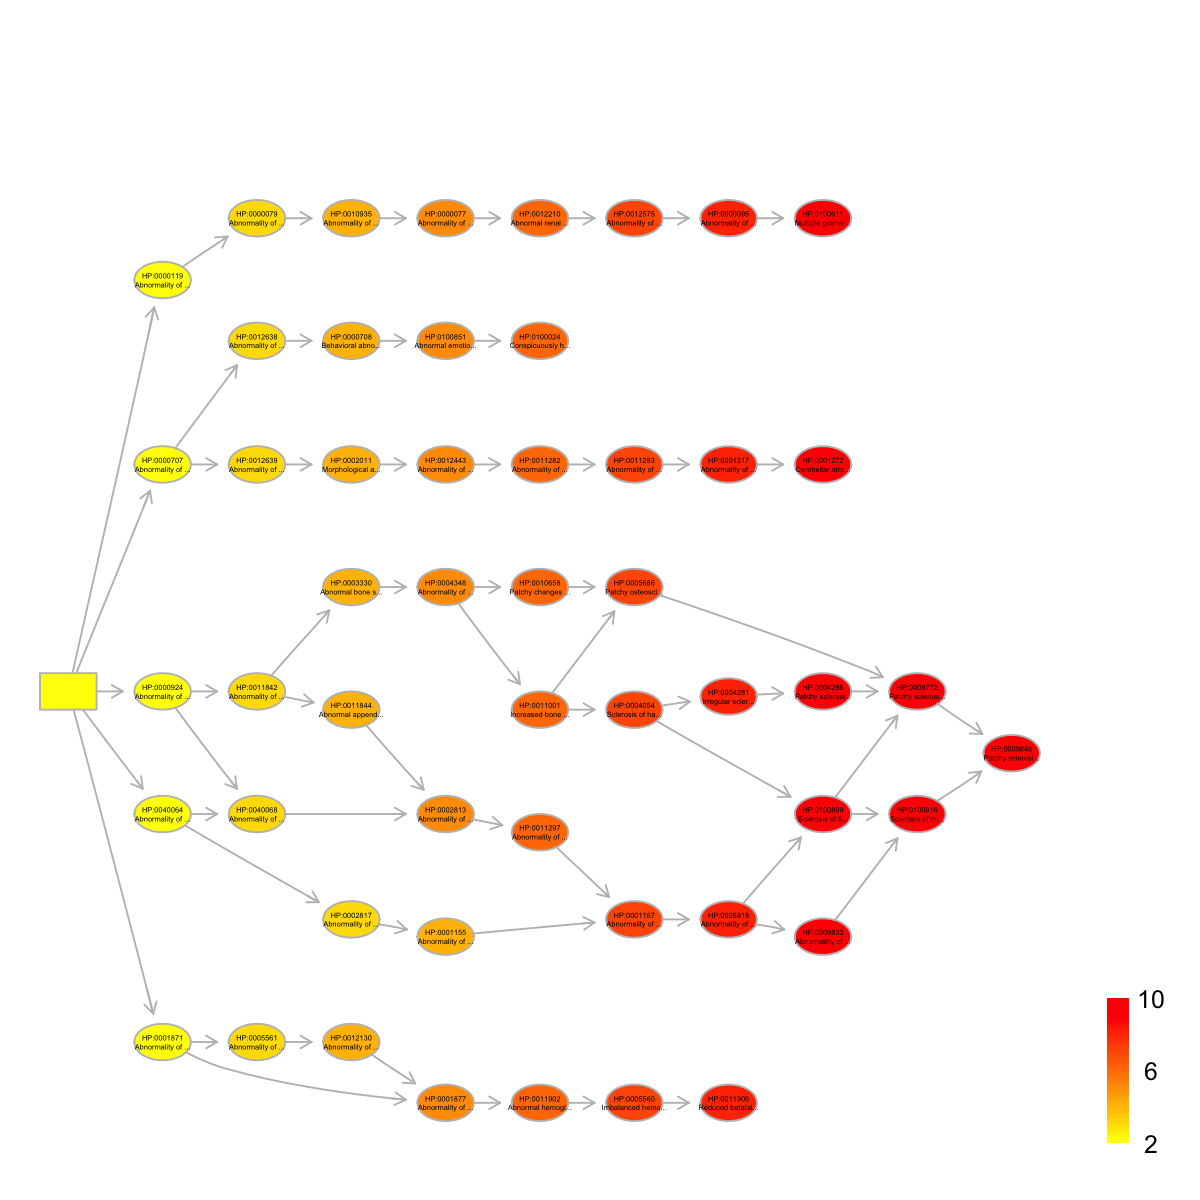 HP:0000079
Abnormality of ...
HP:0010935
Abnormality of ...
HP:0000077
Abnormality of ...
HP:0012210
Abnormal renal ...
HP:0012575
Abnormality of ...
HP:0000095
Abnormality of ...
HP:0100611
Multiple glomer...
HP:0000119
Abnormality of ...
HP:0012638
Abnormality of ...
HP:0000708
Behavioral abno...
HP:0100851
Abnormal emotio...
HP:0100024
Conspicuously h...
HP:0000707
Abnormality of ...
HP:0012639
Abnormality of ...
HP:0002011
Morphological a...
HP:0012443
Abnormality of ...
HP:0011282
Abnormality of ...
HP:0011283
Abnormality of ...
HP:0001317
Abnormality of ...
HP:0001272
Cerebellar atro...
HP:0003330
Abnormal bone s...
HP:0004348
Abnormality of ...
HP:0010658
Patchy changes ...
HP:0005686
Patchy osteoscl...
HP:0000924
Abnormality of ...
HP:0011842
Abnormality of ...
HP:0011844
Abnormal append...
HP:0011001
Increased bone ...
HP:0004054
Sclerosis of ha...
HP:0004281
Irregular scler...
HP:0004286
Patchy sclerosi...
HP:0009772
Patchy sclerosi...
HP:0009848
Patchy sclerosi...
HP:0040064
Abnormality of ...
HP:0040068
Abnormality of ...
HP:0002813
Abnormality of ...
HP:0011297
Abnormality of ...
HP:0100899
Sclerosis of fi...
HP:0100916
Sclerosis of mi...
HP:0002817
Abnormality of ...
HP:0001155
Abnormality of ...
HP:0001167
Abnormality of ...
HP:0005918
Abnormality of ...
HP:0009833
Abnormality of ...
HP:0001871
Abnormality of ...
HP:0005561
Abnormality of ...
HP:0012130
Abnormality of ...
HP:0001877
Abnormality of ...
HP:0011902
Abnormal hemogl...
HP:0005560
Imbalanced hemo...
HP:0011906
Reduced beta/al...
10
6
2